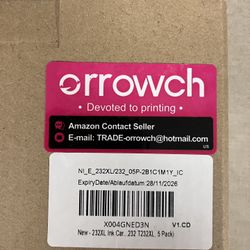 orrowch
• Devoted to printing •
Amazon Contact Seller
E-mail: TRADE-orrowch@hotmail.com
US
NI_E_232XL/232_05P-2B1C1M1Y_IC
ExpiryDate/Ablaufdatum 28/11/2026
X004GNED3N
V1.CD
New - 232XL Ink Car.. 232 T232XL, 5 Pack)